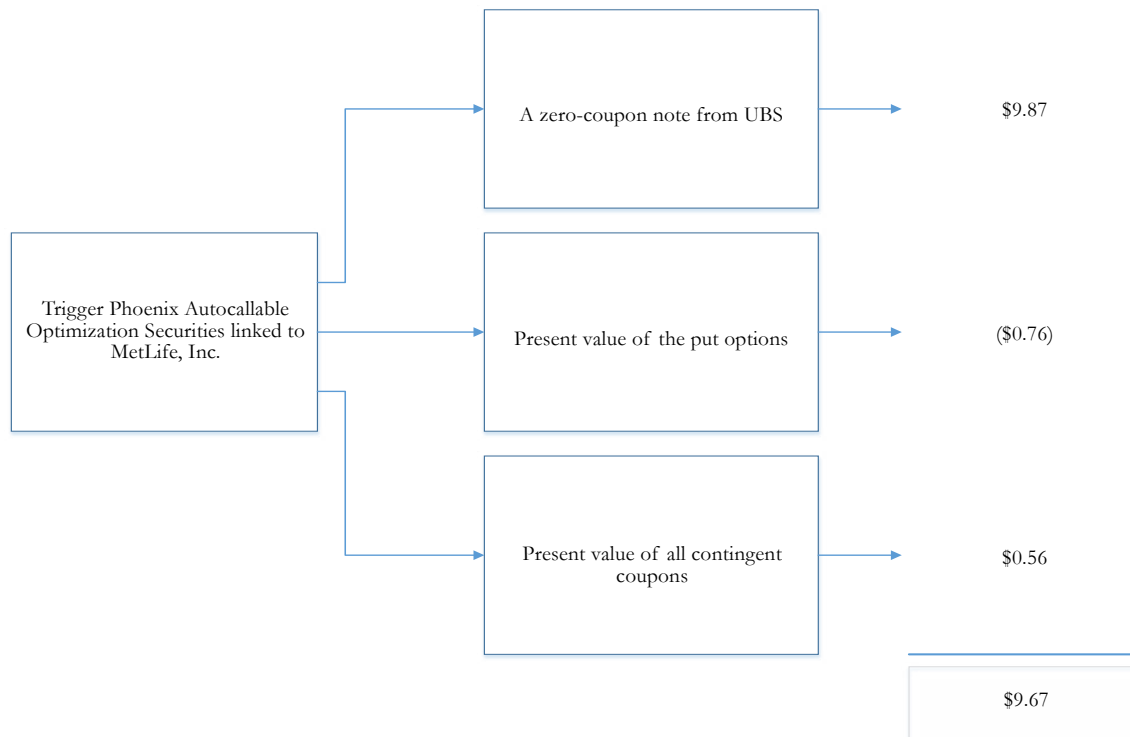 A zero-coupon note from UBS
$9.87
Trigger Phoenix Autocallable
Optimization Securities linked to
MetLife, Inc.
Present value of the put options
($0.76)
Present value of all contingent
coupons
$0.56
$9.67